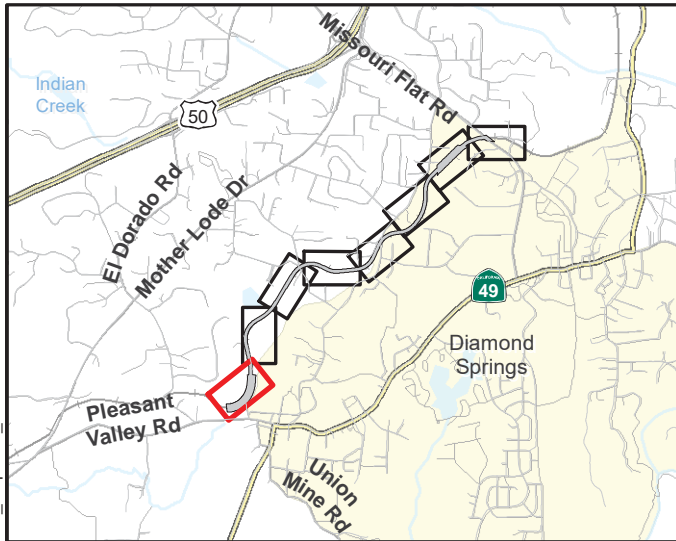 Missouri Flat Rd
Indian
Creek
50
El Dorado Rd
Mother Lode Dr
CALIFORNIA
49
Diamond
Springs
Pleasant
Valley Rd
Union
Mine Rd